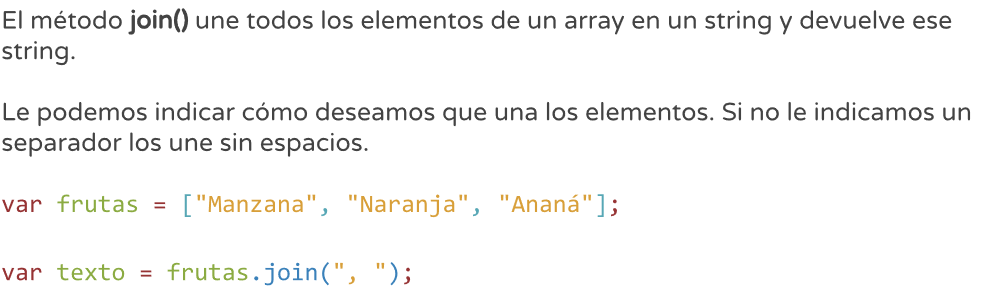 El método join() une todos los elementos de un array en un string y devuelve ese
string.
Le podemos indicar cómo deseamos que una los elementos. Si no le indicamos un
separador los une sin espacios.
var frutas = ["Manzana", "Naranja", "Ananá"];
var texto = frutas.join(", ");